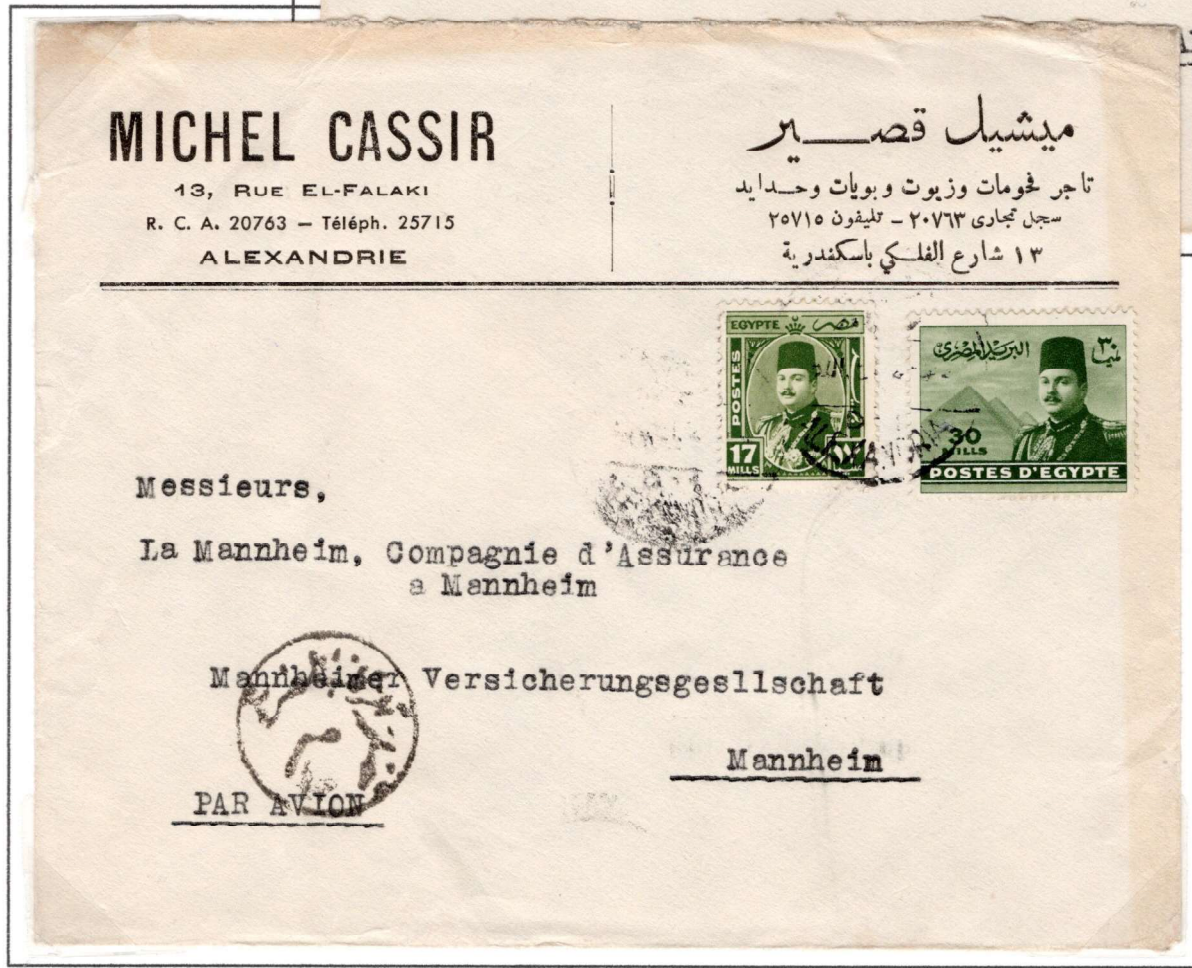 MICHEL CASSIR
13, RUE EL-FALAKI
R. C. A. 20763 — Téléph. 25715
ALEXANDRIE
ميشيل قصير
تاجر فحومات وزيوت وبويات وحدايد
سجل تجارى ٢٠٧٦٣ - تليفون ٢٥٧١٥
١٣ شارع الفلكي باسكندرية
EGYPTE مصر
POSTES
17
MILLS
١٧
البريد المصرى
٣٠
30
MILLS
POSTES D'EGYPTE
Messieurs,
La Mannheim, Compagnie d'Assurance
a Mannheim
Mannheimer Versicherungsgesllschaft
Mannheim
PAR AVION